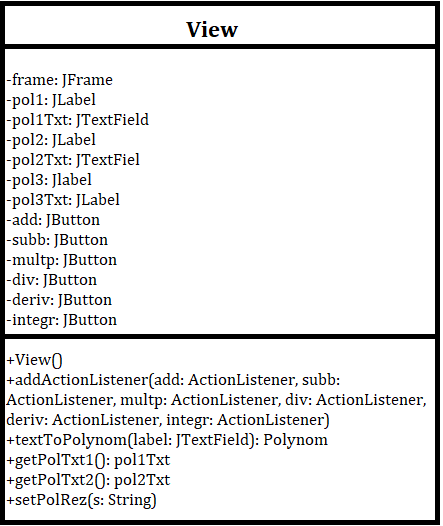 View
-frame: JFrame
-pol1: JLabel
-pol1Txt: JTextField
-pol2: JLabel
-pol2Txt: JTextFiel
-pol3: Jlabel
-pol3Txt: JLabel
-add: JButton
-subb: JButton
-multp: JButton
-div: JButton
-deriv: JButton
-integr: JButton
+View()
+addActionListener(add: ActionListener, subb:
ActionListener, multp: ActionListener, div: ActionListener,
deriv: ActionListener, integr: ActionListener)
+textToPolynom(label: JTextField): Polynom
+getPolTxt1(): pol1Txt
+getPolTxt2(): pol2Txt
+setPolRez(s: String)